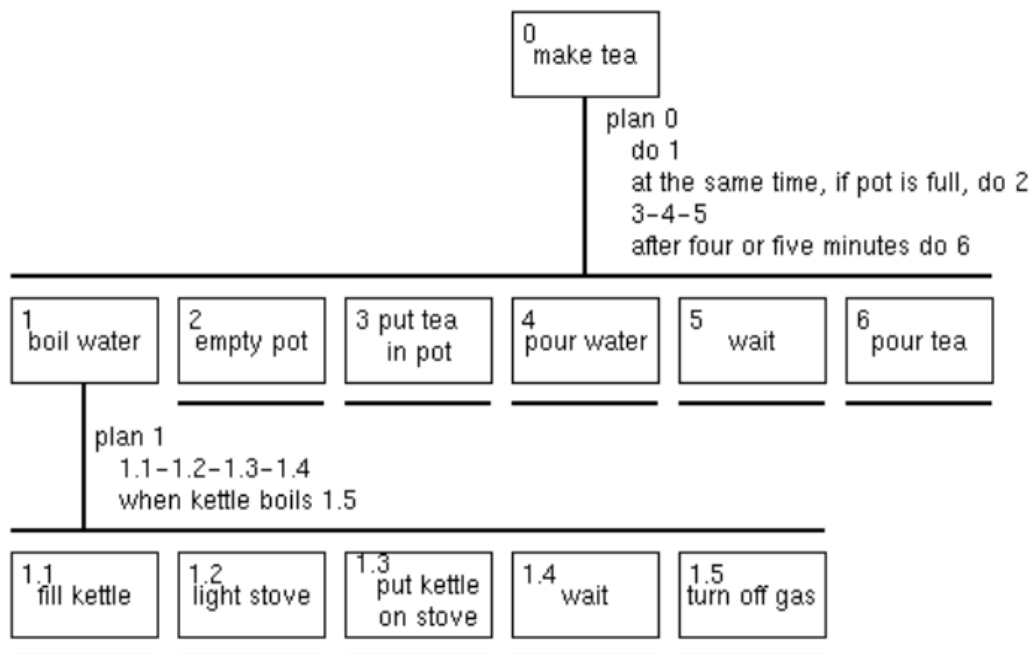 0
make tea
plan 0
do 1
at the same time, if pot is full, do 2
3-4-5
after four or five minutes do 6
1
boil water
2
empty pot
3 put tea
in pot
4
pour water
5
wait
6
pour tea
plan 1
1.1-1.2-1.3-1.4
when kettle boils 1.5
1.1
fill kettle
1.2
light stove
1.3
put kettle
on stove
1.4
wait
1.5
turn off gas